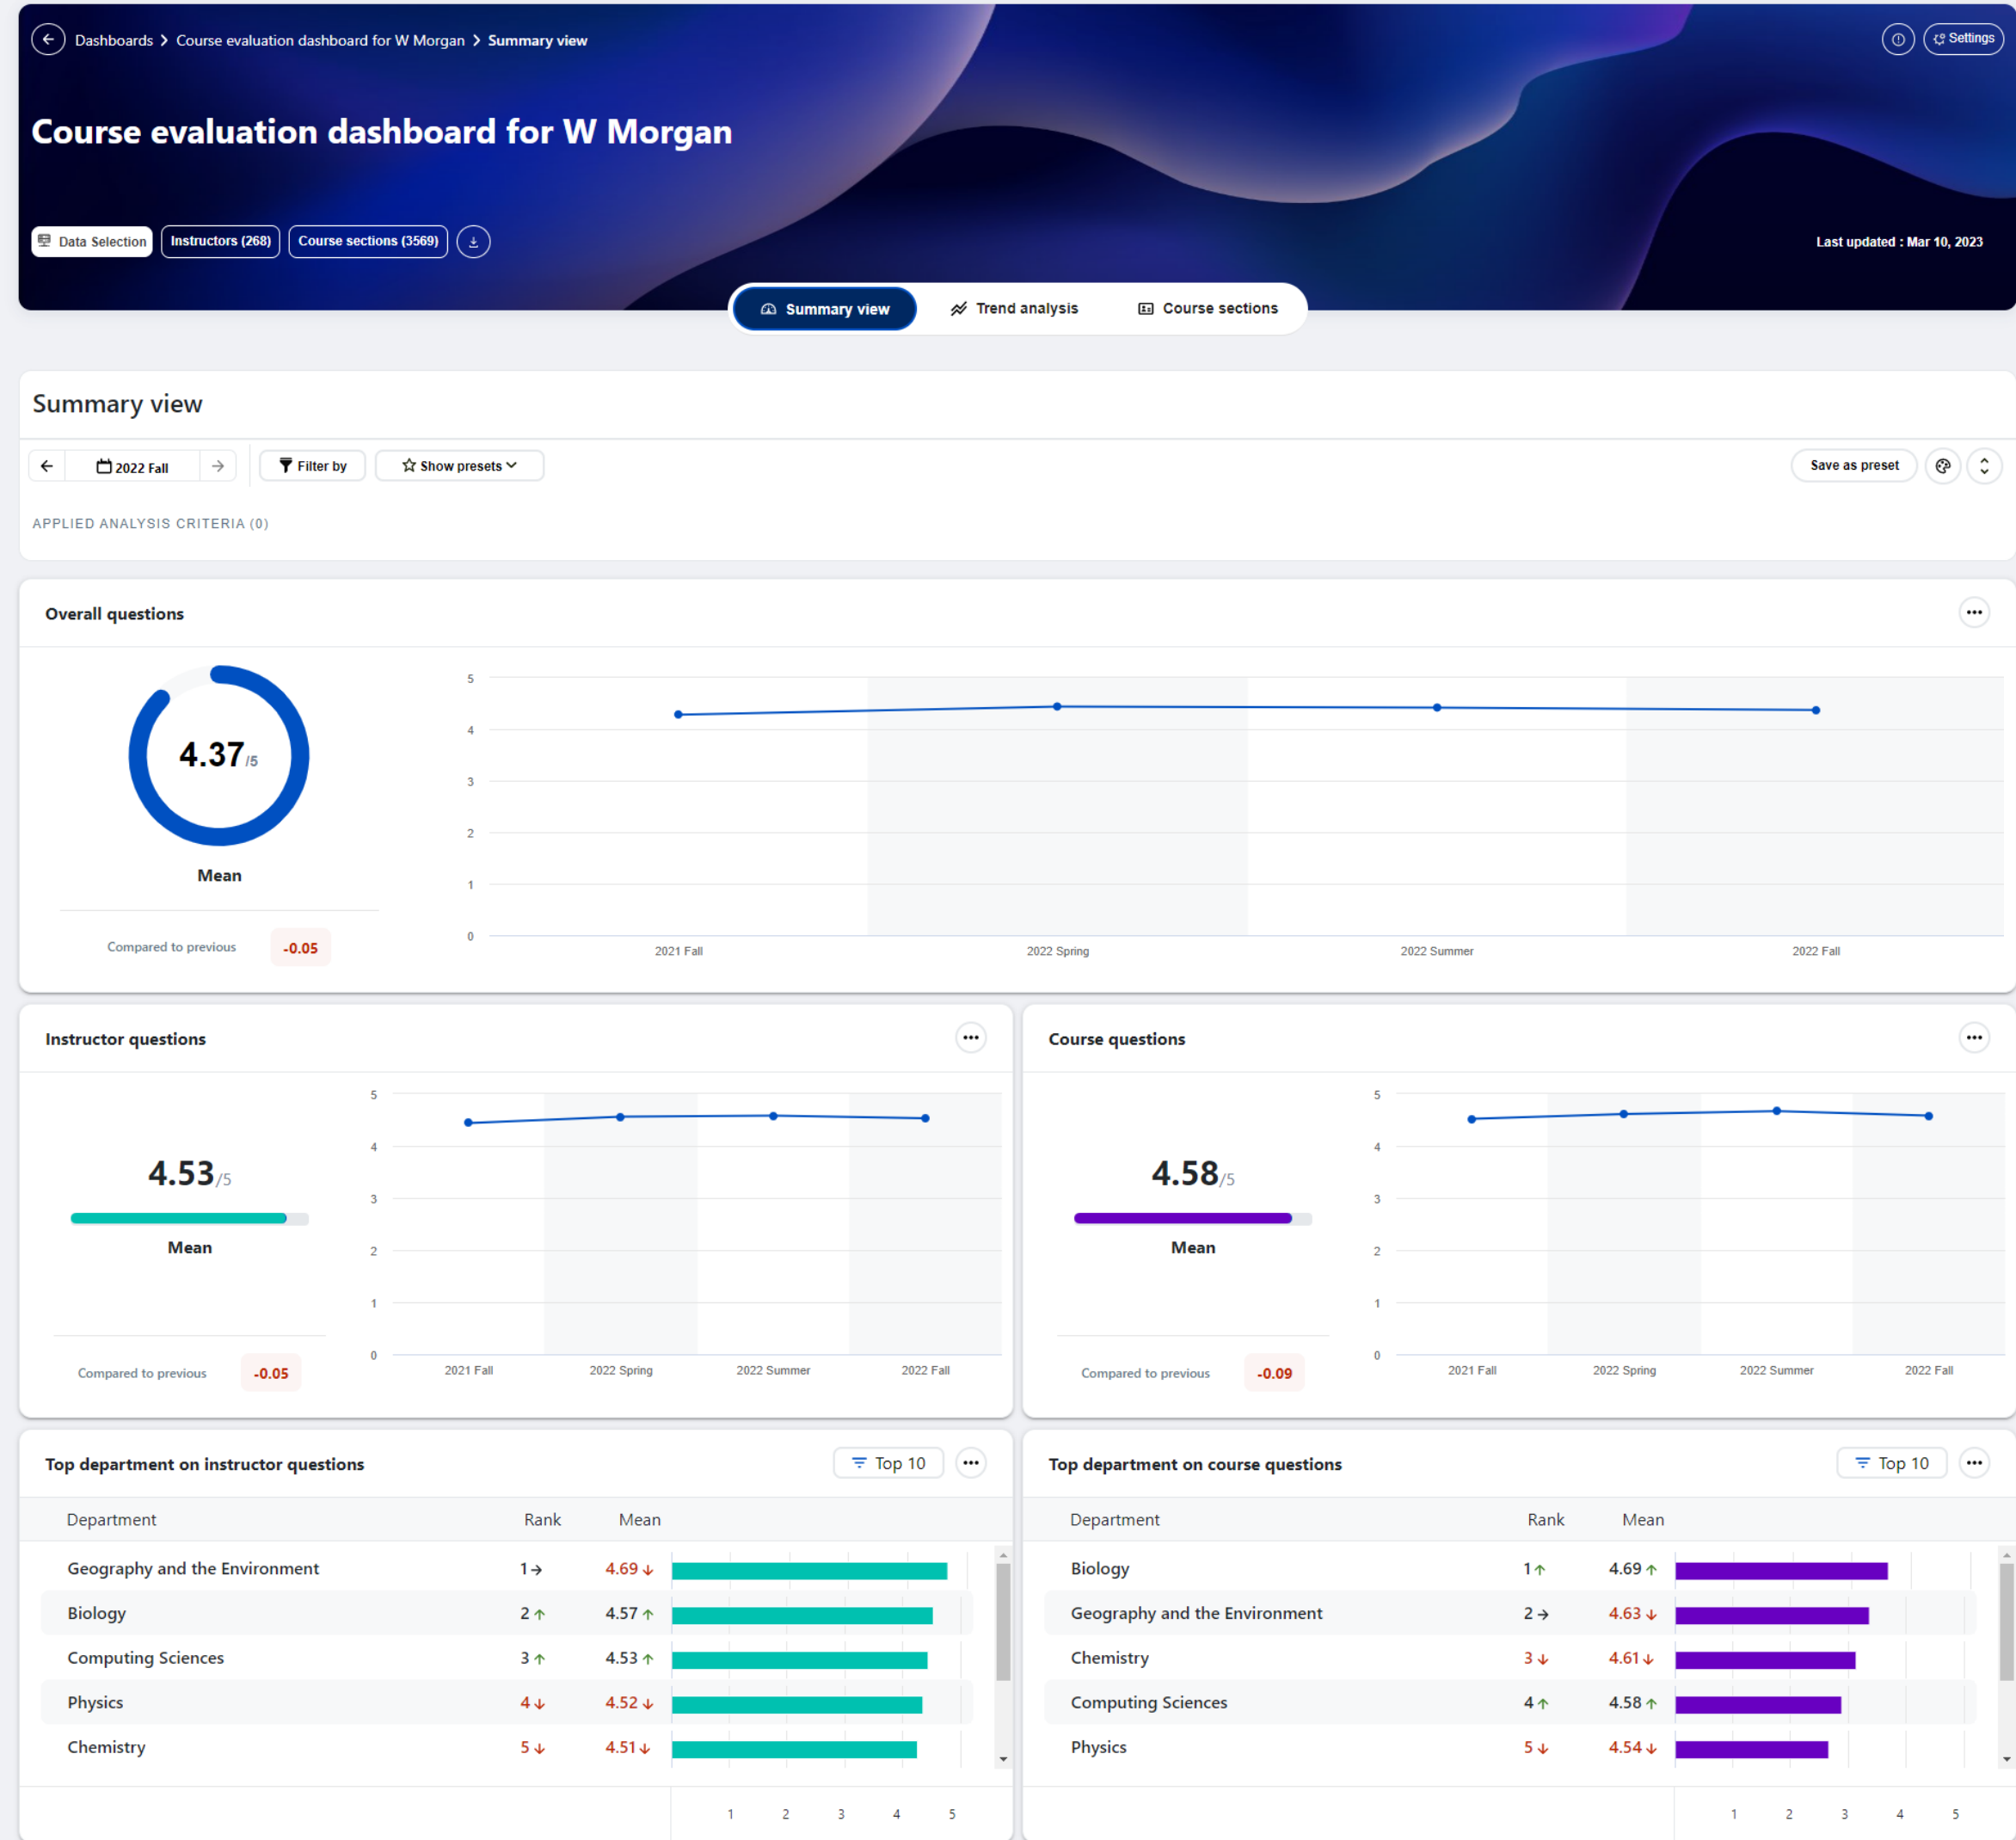 Dashboards > Course evaluation dashboard for W Morgan > Summary view
Settings
Course evaluation dashboard for W Morgan
Data Selection
Instructors (268)
Course sections (3569)
Last updated : Mar 10, 2023
Summary view
Trend analysis
Course sections
Summary view
2022 Fall
Filter by
Show presets
Save as preset
APPLIED ANALYSIS CRITERIA (0)
Overall questions
4.37/5
Mean
Compared to previous -0.05
5
4
3
2
1
0
2021 Fall 2022 Spring 2022 Summer 2022 Fall
Instructor questions
4.53/5
Mean
Compared to previous -0.05
5
4
3
2
1
0
2021 Fall 2022 Spring 2022 Summer 2022 Fall
Course questions
4.58/5
Mean
Compared to previous -0.09
5
4
3
2
1
0
2021 Fall 2022 Spring 2022 Summer 2022 Fall
Top department on instructor questions
Top 10
Department Rank Mean
Geography and the Environment 1→ 4.69↓
Biology 2↑ 4.57↑
Computing Sciences 3↑ 4.53↑
Physics 4↓ 4.52↓
Chemistry 5↓ 4.51↓
1 2 3 4 5
Top department on course questions
Top 10
Department Rank Mean
Biology 1↑ 4.69↑
Geography and the Environment 2→ 4.63↓
Chemistry 3↓ 4.61↓
Computing Sciences 4↑ 4.58↑
Physics 5↓ 4.54↓
1 2 3 4 5